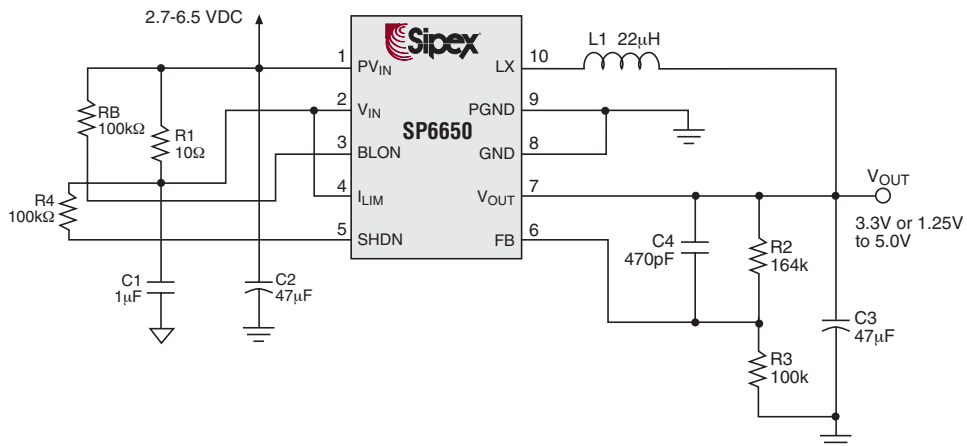 2.7-6.5 VDC
Sipex
SP6650
1
PVIN
2
VIN
3
BLON
4
ILIM
5
SHDN
10
LX
9
PGND
8
GND
7
VOUT
6
FB
RB
100kΩ
R1
10Ω
R4
100kΩ
C1
1μF
C2
47μF
L1 22μH
C4
470pF
R2
164k
R3
100k
C3
47μF
VOUT
3.3V or 1.25V
to 5.0V